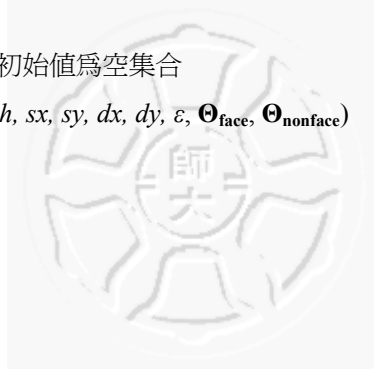 初始值爲空集合
h, sx, sy, dx, dy, ε, Θface, Θnonface)
師
大